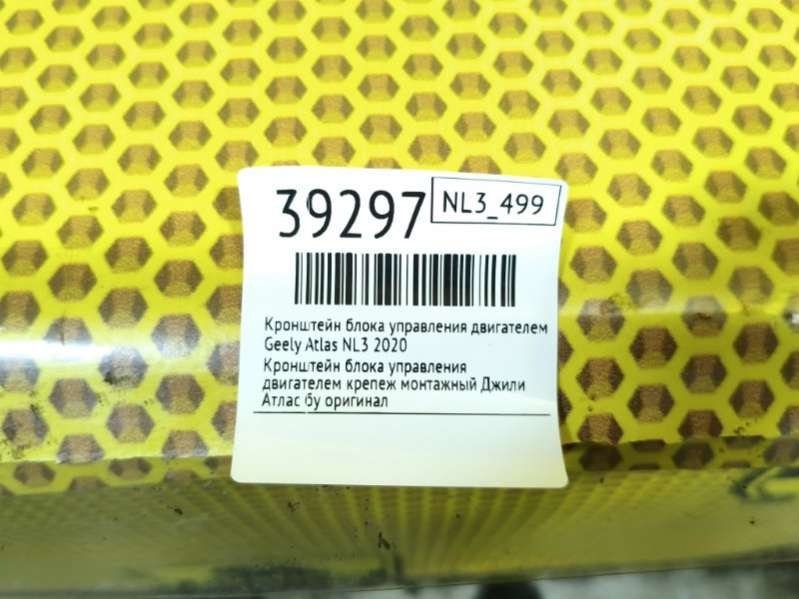 39297 NL3_499
Кронштейн блока управления двигателем
Geely Atlas NL3 2020
Кронштейн блока управления
двигателем крепеж монтажный Джили
Атлас бу оригинал